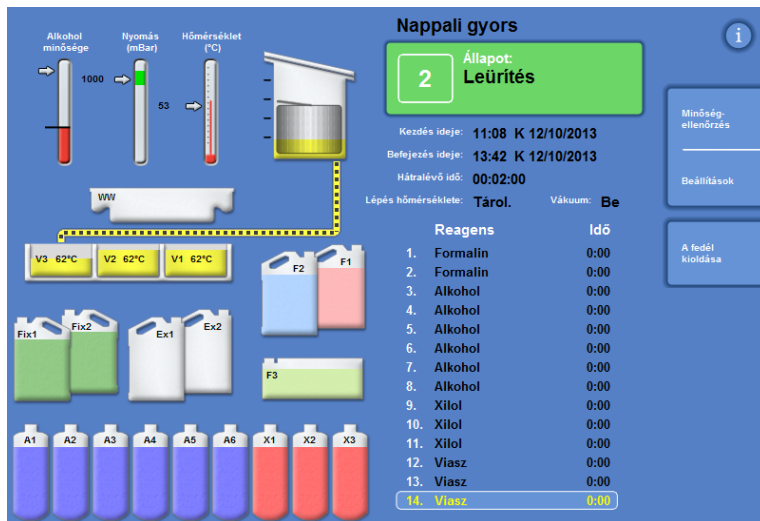 Nappali gyors
i
Alkohol
minősége
Nyomás
(mBar)
Hőmérséklet
(°C)
1000
53
2
Állapot:
Leürítés
Kezdés ideje: 11:08 K 12/10/2013
Befejezés ideje: 13:42 K 12/10/2013
Hátralévő idő: 00:02:00
Lépés hőmérséklete: Tárol. Vákuum: Be
Minőség-
ellenőrzés
Beállítások
A fedél
kioldása
WW
V3 62°C V2 62°C V1 62°C
F2 F1
Fix1 Fix2 Ex1 Ex2
F3
A1 A2 A3 A4 A5 A6 X1 X2 X3
Reagens Idő
1. Formalin 0:00
2. Formalin 0:00
3. Alkohol 0:00
4. Alkohol 0:00
5. Alkohol 0:00
6. Alkohol 0:00
7. Alkohol 0:00
8. Alkohol 0:00
9. Xilol 0:00
10. Xilol 0:00
11. Xilol 0:00
12. Viasz 0:00
13. Viasz 0:00
14. Viasz 0:00